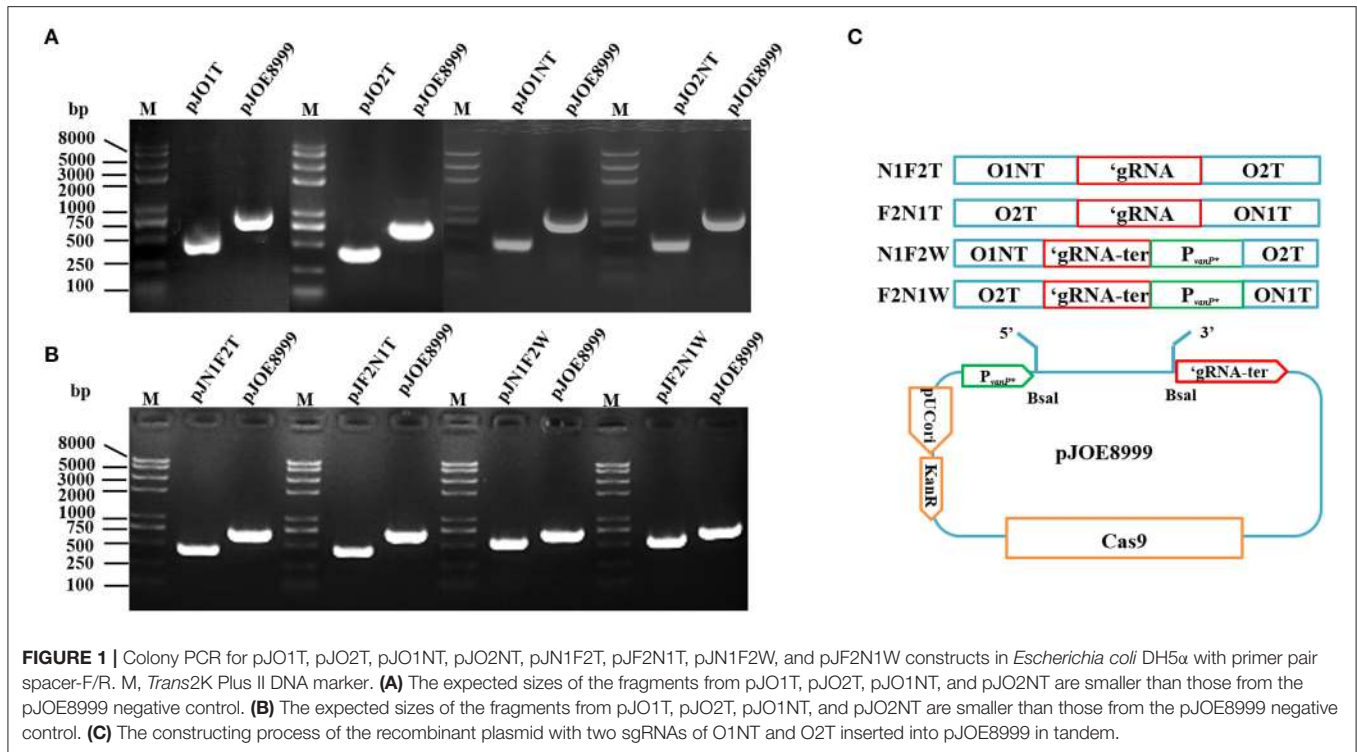 A
pJO1T pJOE8999 pJO2T pJOE8999 pJO1NT pJOE8999 pJO2NT pJOE8999
bp M M M M
8000
5000
3000
2000
1000
750
500
250
100
B
pJN1F2T pJOE8999 pJF2N1T pJOE8999 pJN1F2W pJOE8999 pJF2N1W pJOE8999
bp M M M M
8000
5000
3000
2000
1000
750
500
250
100
C
N1F2T O1NT ‘gRNA O2T
F2N1T O2T ‘gRNA ON1T
N1F2W O1NT ‘gRNA-ter PvanP* O2T
F2N1W O2T ‘gRNA-ter PvanP* ON1T
5’ 3’
PvanP* ‘gRNA-ter
BsaI BsaI
pUCori
pJOE8999
KanR
Cas9
FIGURE 1 | Colony PCR for pJO1T, pJO2T, pJO1NT, pJO2NT, pJN1F2T, pJF2N1T, pJN1F2W, and pJF2N1W constructs in Escherichia coli DH5α with primer pair
spacer-F/R. M, Trans2K Plus II DNA marker. (A) The expected sizes of the fragments from pJO1T, pJO2T, pJO1NT, and pJO2NT are smaller than those from the
pJOE8999 negative control. (B) The expected sizes of the fragments from pJO1T, pJO2T, pJO1NT, and pJO2NT are smaller than those from the pJOE8999 negative
control. (C) The constructing process of the recombinant plasmid with two sgRNAs of O1NT and O2T inserted into pJOE8999 in tandem.